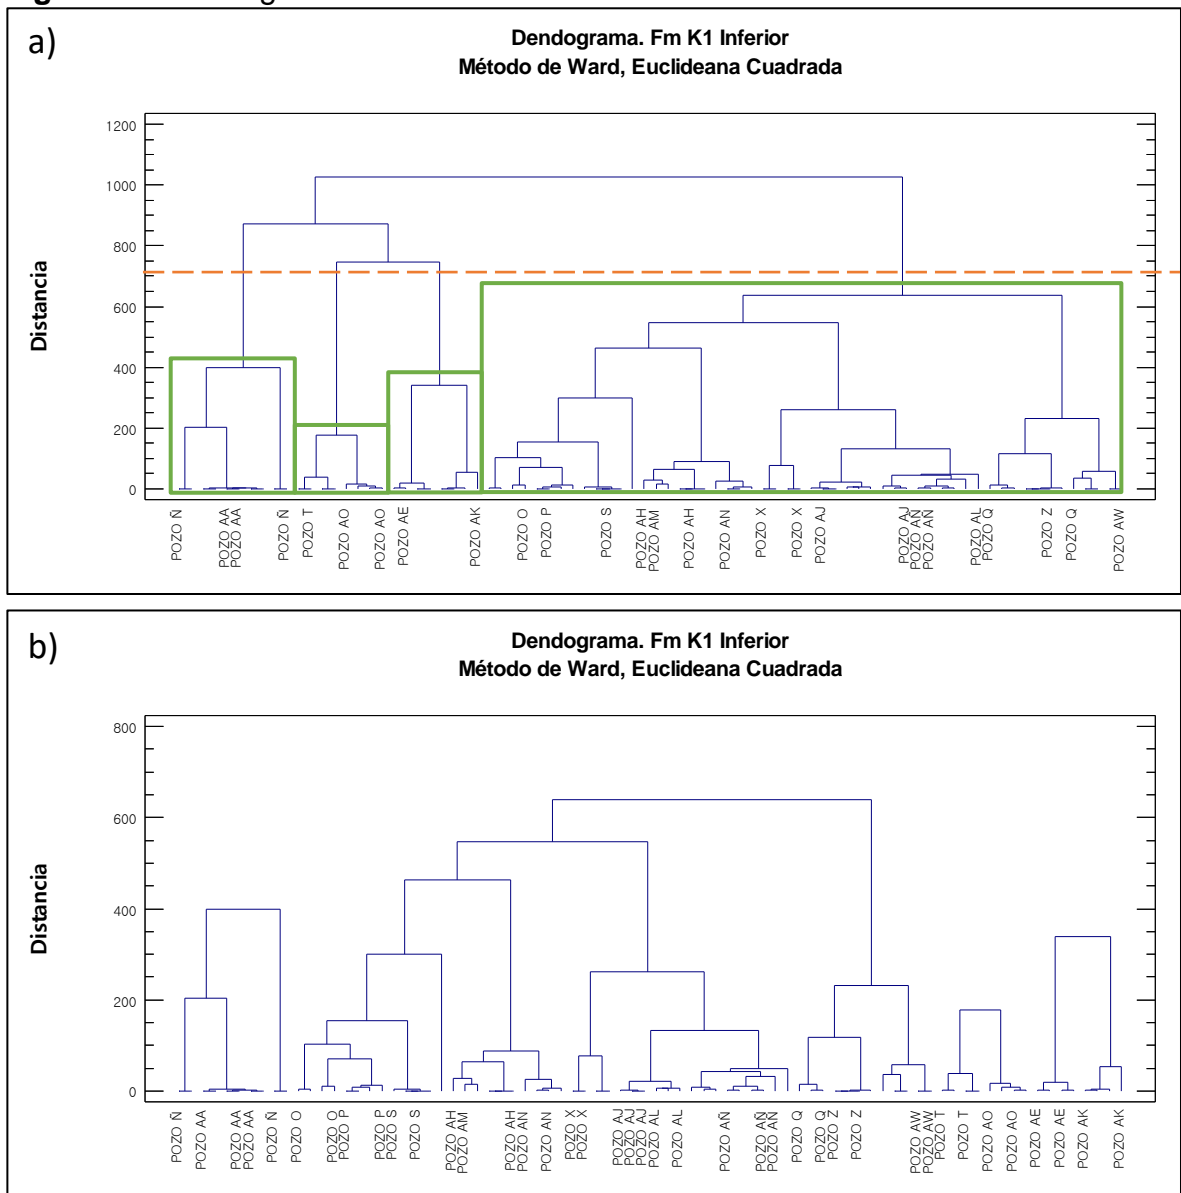 a)
Dendograma. Fm K1 Inferior
Método de Ward, Euclideana Cuadrada
Distancia
1200
1000
800
600
400
200
0
POZO Ñ
POZO AA
POZO AA
POZO Ñ
POZO T
POZO AO
POZO AO
POZO AE
POZO AK
POZO O
POZO P
POZO S
POZO AH
POZO AM
POZO AH
POZO AN
POZO X
POZO X
POZO AJ
POZO AJ
POZO AÑ
POZO AÑ
POZO AL
POZO Q
POZO Z
POZO Q
POZO AW
b)
Dendograma. Fm K1 Inferior
Método de Ward, Euclideana Cuadrada
Distancia
800
600
400
200
0
POZO Ñ
POZO AA
POZO AA
POZO AA
POZO Ñ
POZO O
POZO O
POZO P
POZO P
POZO S
POZO S
POZO AH
POZO AM
POZO AH
POZO AN
POZO AN
POZO X
POZO X
POZO AJ
POZO AJ
POZO AJ
POZO AL
POZO AL
POZO AÑ
POZO AÑ
POZO AÑ
POZO Q
POZO Q
POZO Z
POZO Z
POZO AW
POZO AW
POZO T
POZO T
POZO AO
POZO AO
POZO AE
POZO AE
POZO AK
POZO AK